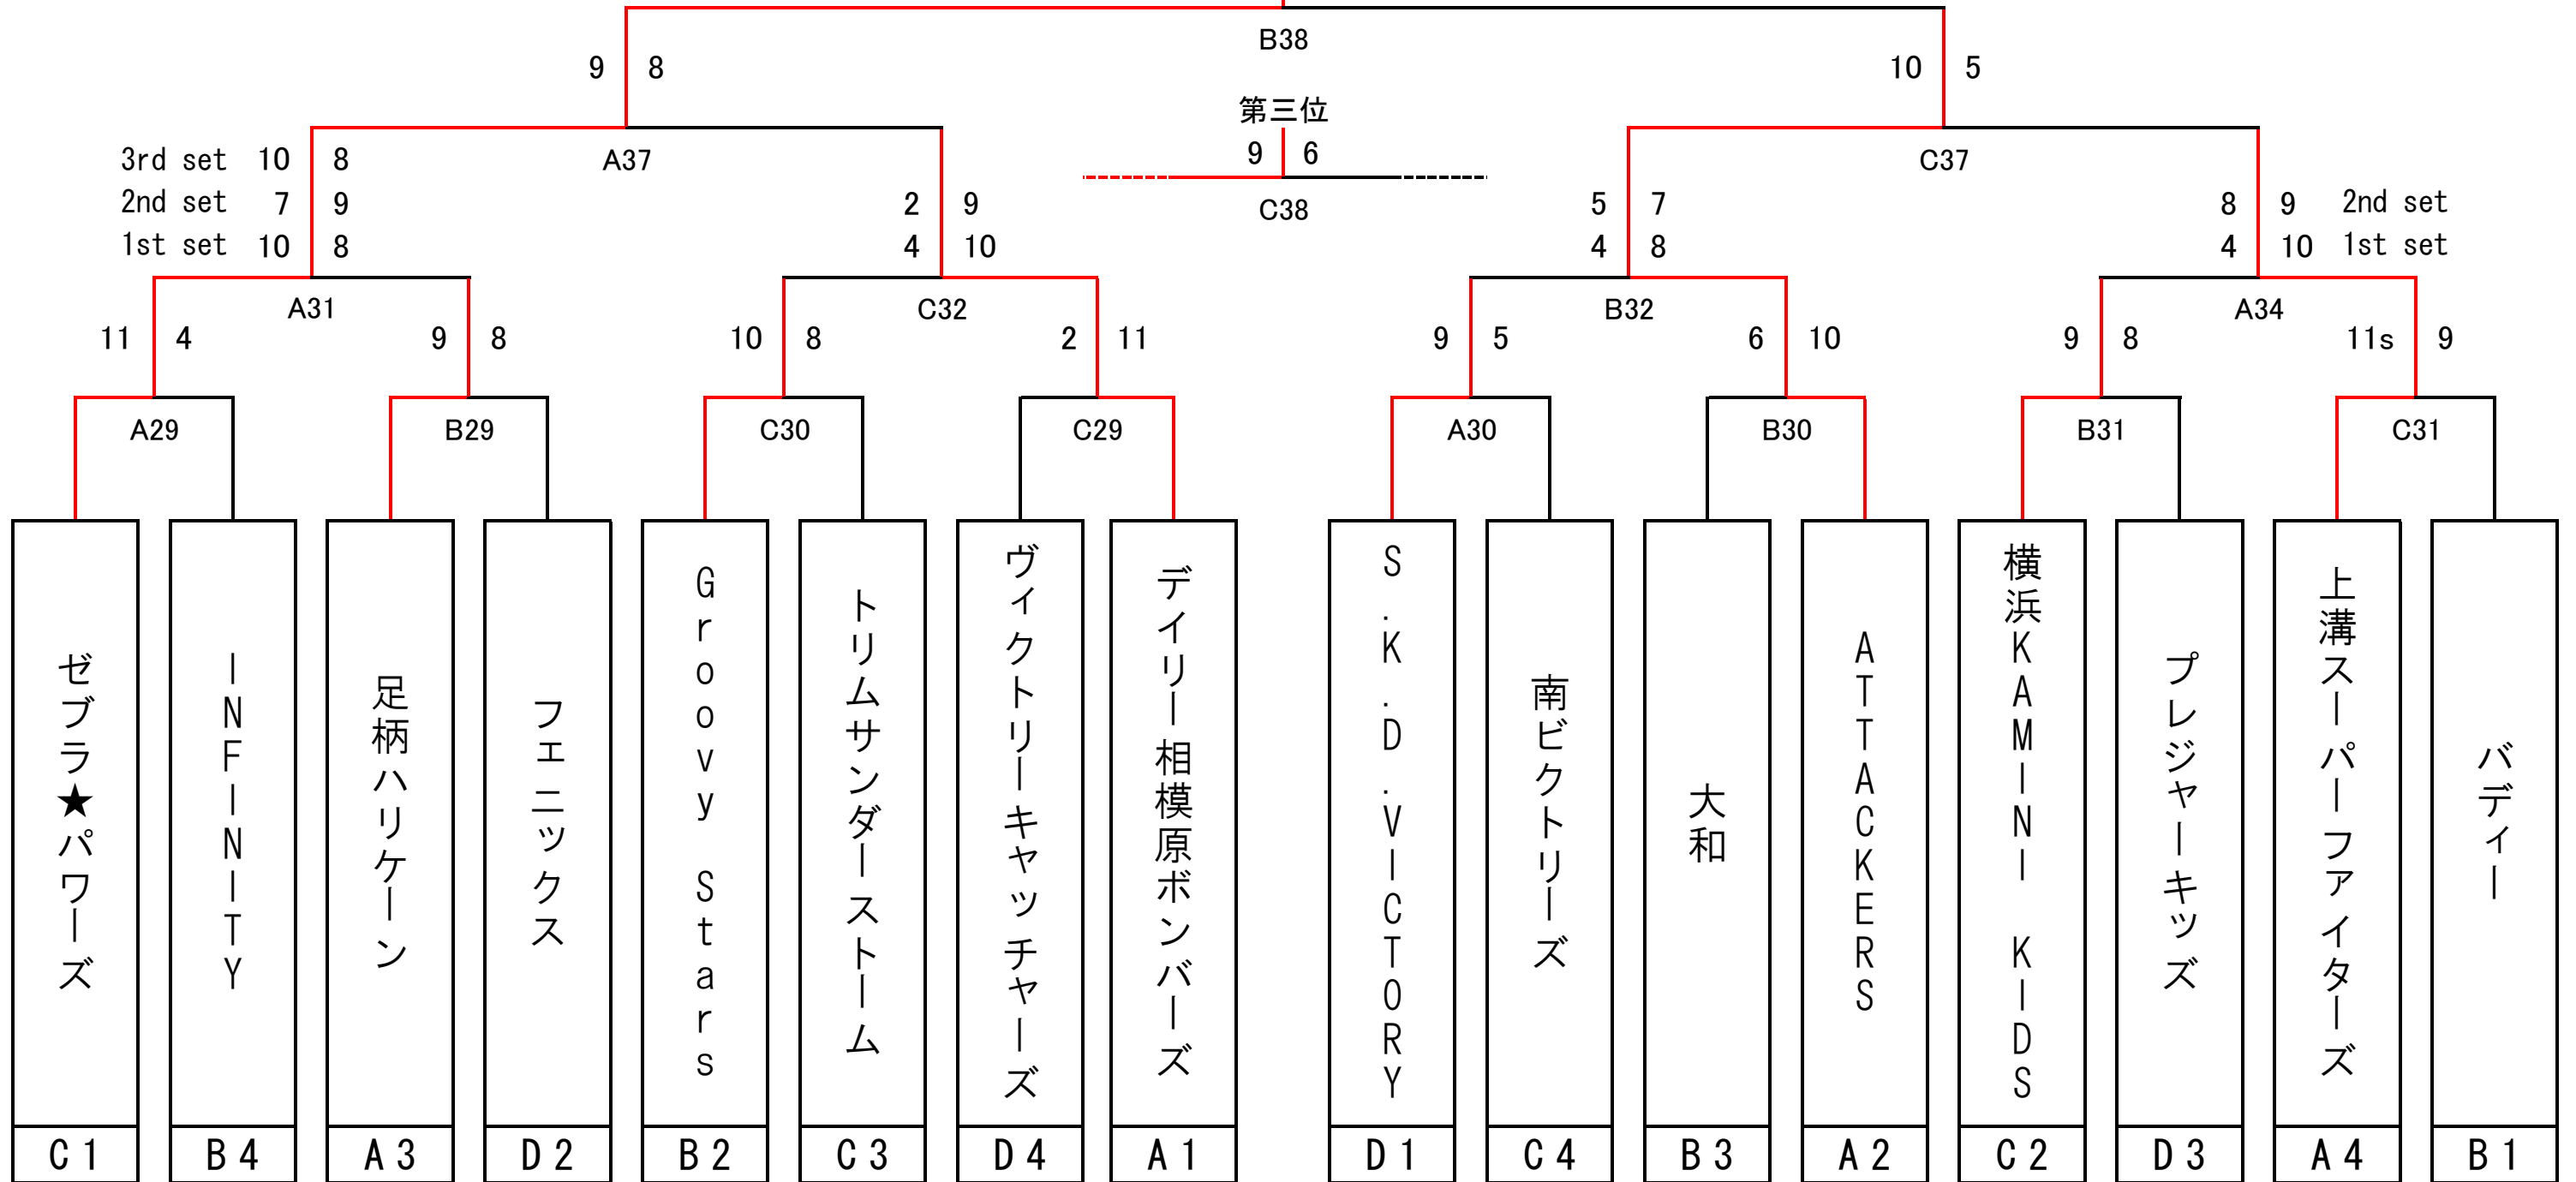 B38
9 8
10 5
第三位
9 6
C38
A37
C37
3rd set 10 8
2nd set 7 9
1st set 10 8
2 9
4 10
5 7
4 8
8 9 2nd set
4 10 1st set
A31
C32
B32
A34
11 4
9 8
10 8
2 11
9 5
6 10
9 8
11s 9
A29
B29
C30
C29
A30
B30
B31
C31
ゼブラ★パワーズ
INFINITY
足柄ハリケーン
フェニックス
Groovy Stars
トリムサンダーストーム
ヴィクトリーキャッチャーズ
デイリー相模原ボンバーズ
S.K.D.VICTORY
南ビクトリーズ
大和
ATTACKERS
横浜KAMINI KIDS
プレジャーキッズ
上溝スーパーファイターズ
バディー
C1
B4
A3
D2
B2
C3
D4
A1
D1
C4
B3
A2
C2
D3
A4
B1